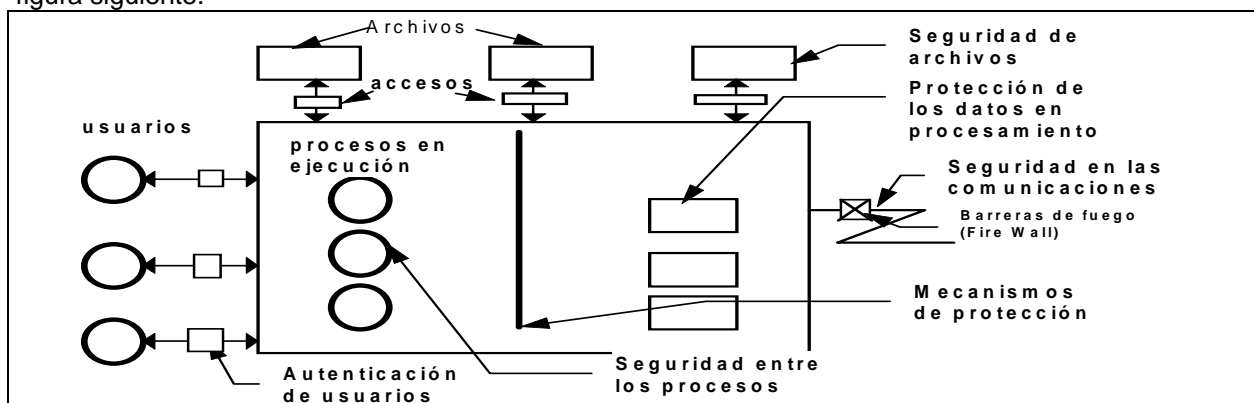 figura siguiente.
Archivos
Seguridad de
archivos
accesos
Protección de
los datos en
procesamiento
usuarios
procesos en
ejecución
Seguridad en las
comunicaciones
Barreras de fuego
(Fire Wall)
Mecanismos
de protección
Seguridad entre
los procesos
Autenticación
de usuarios